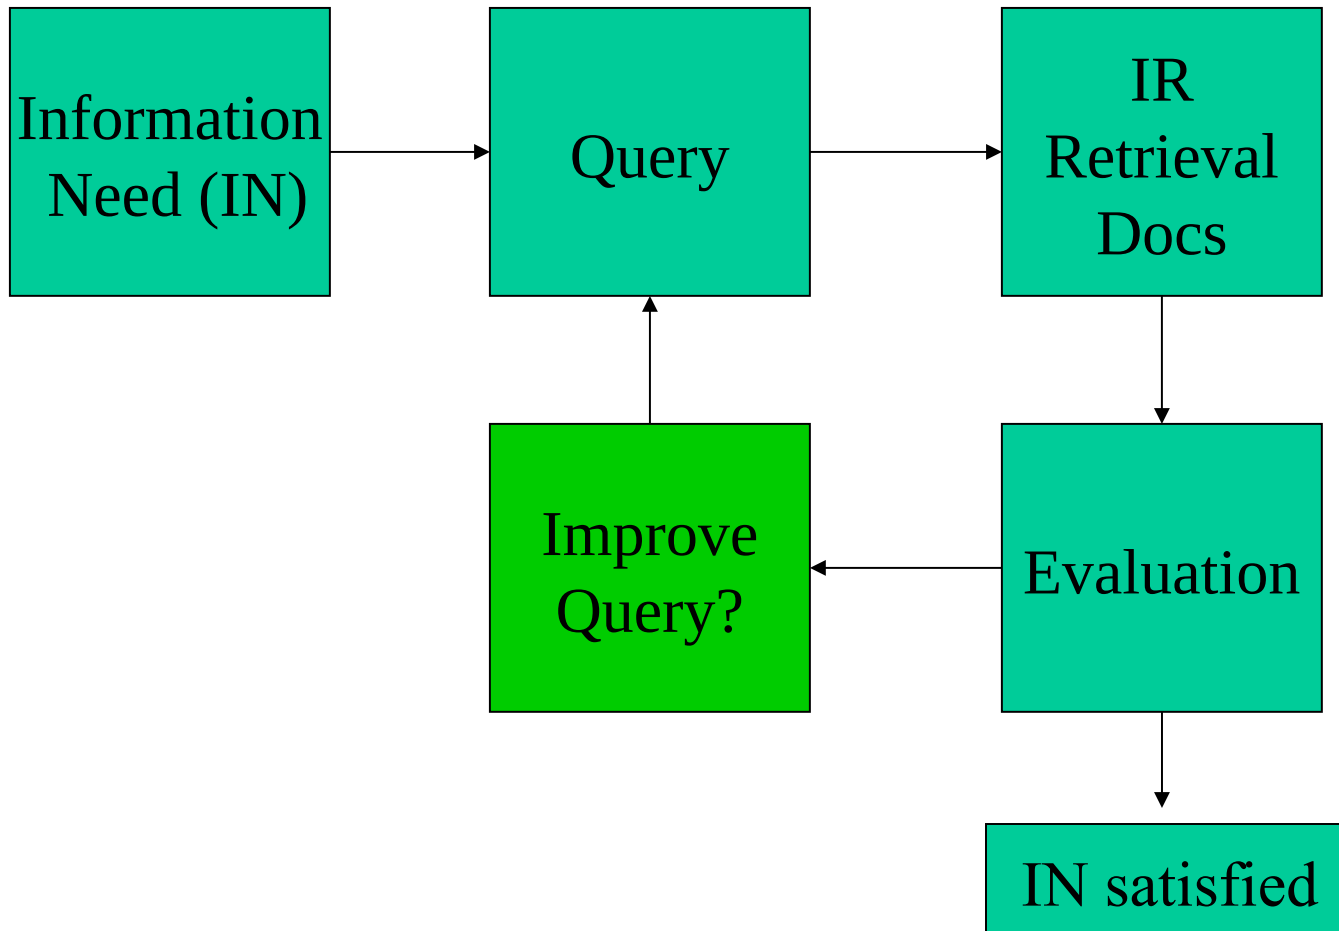 Information
Need (IN)
Query
IR
Retrieval
Docs
Improve
Query?
Evaluation
IN satisfied